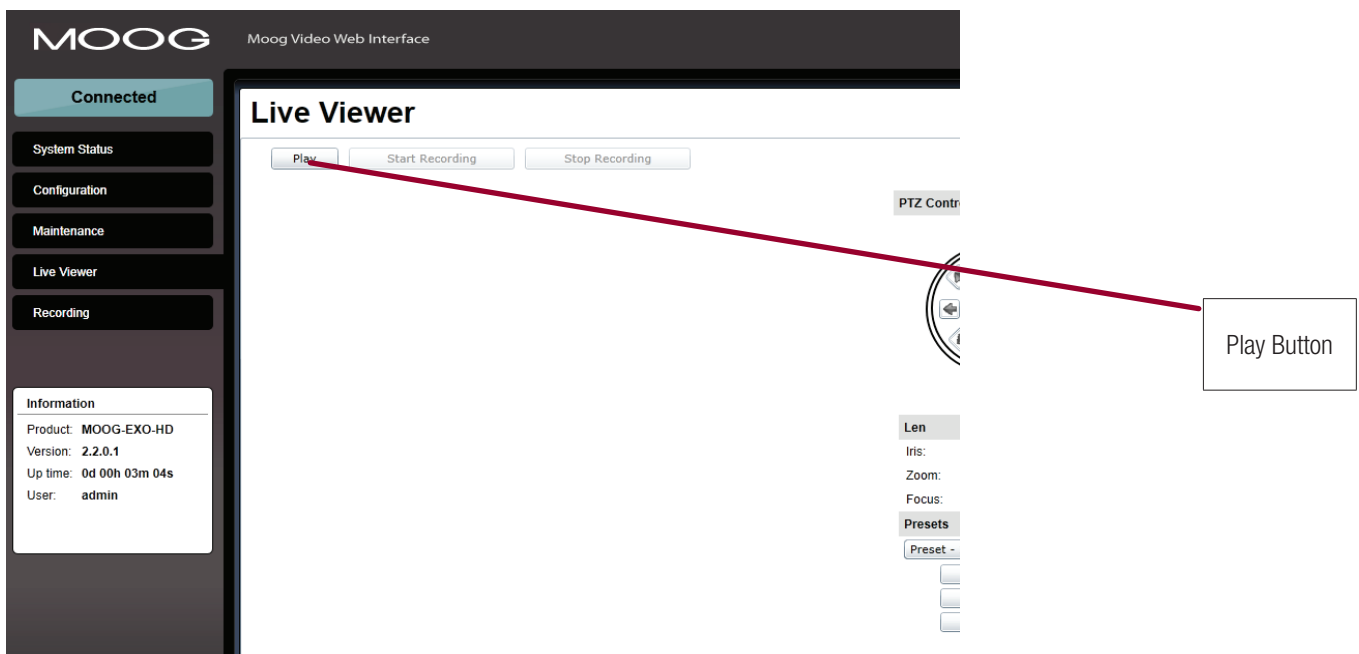 MOOG
Moog Video Web Interface
Connected
System Status
Configuration
Maintenance
Live Viewer
Recording
Information
Product: MOOG-EXO-HD
Version: 2.2.0.1
Up time: 0d 00h 03m 04s
User: admin
Live Viewer
Play Start Recording Stop Recording
PTZ Contr
Len
Iris:
Zoom:
Focus:
Presets
Preset -
Play Button